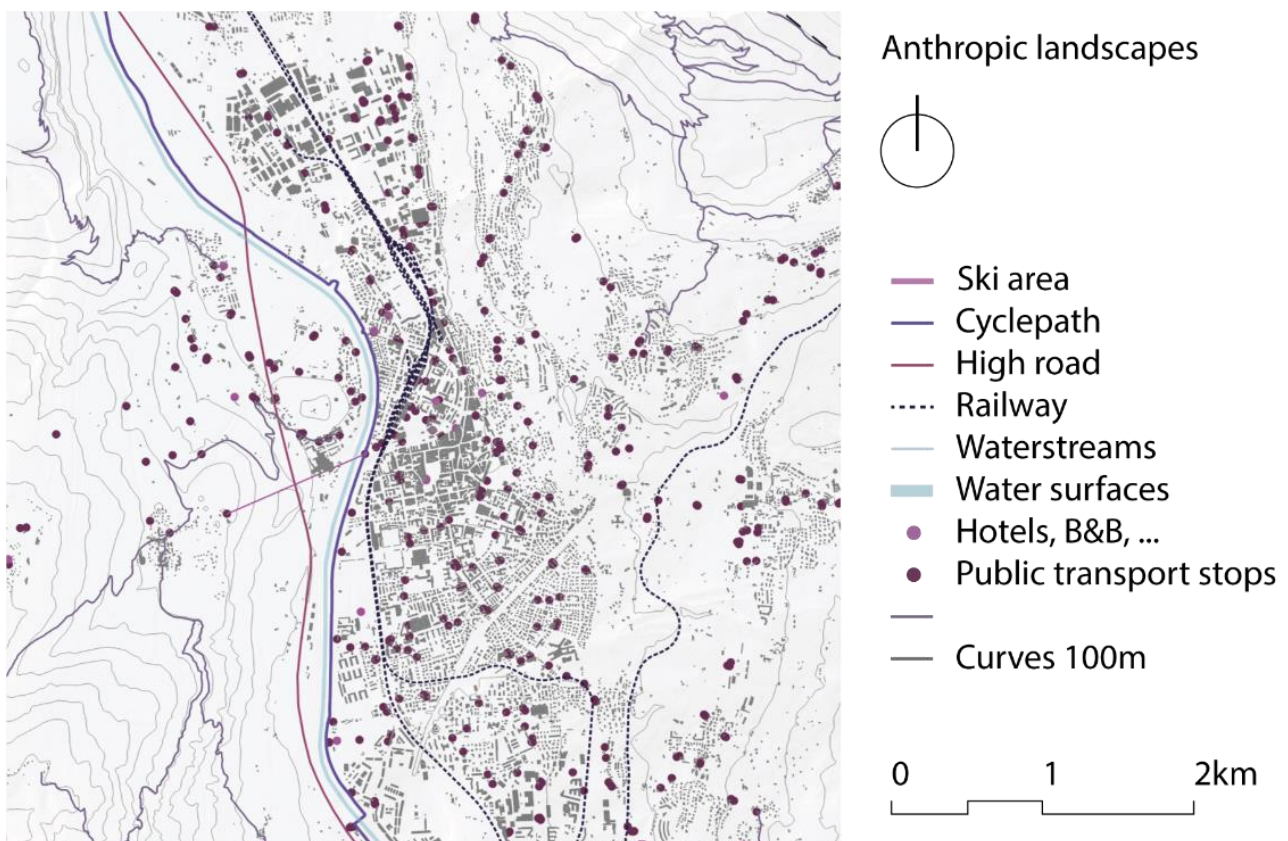 Anthropic landscapes
Ski area
Cyclepath
High road
Railway
Waterstreams
Water surfaces
Hotels, B&B, ...
Public transport stops
Curves 100m
0 1 2km